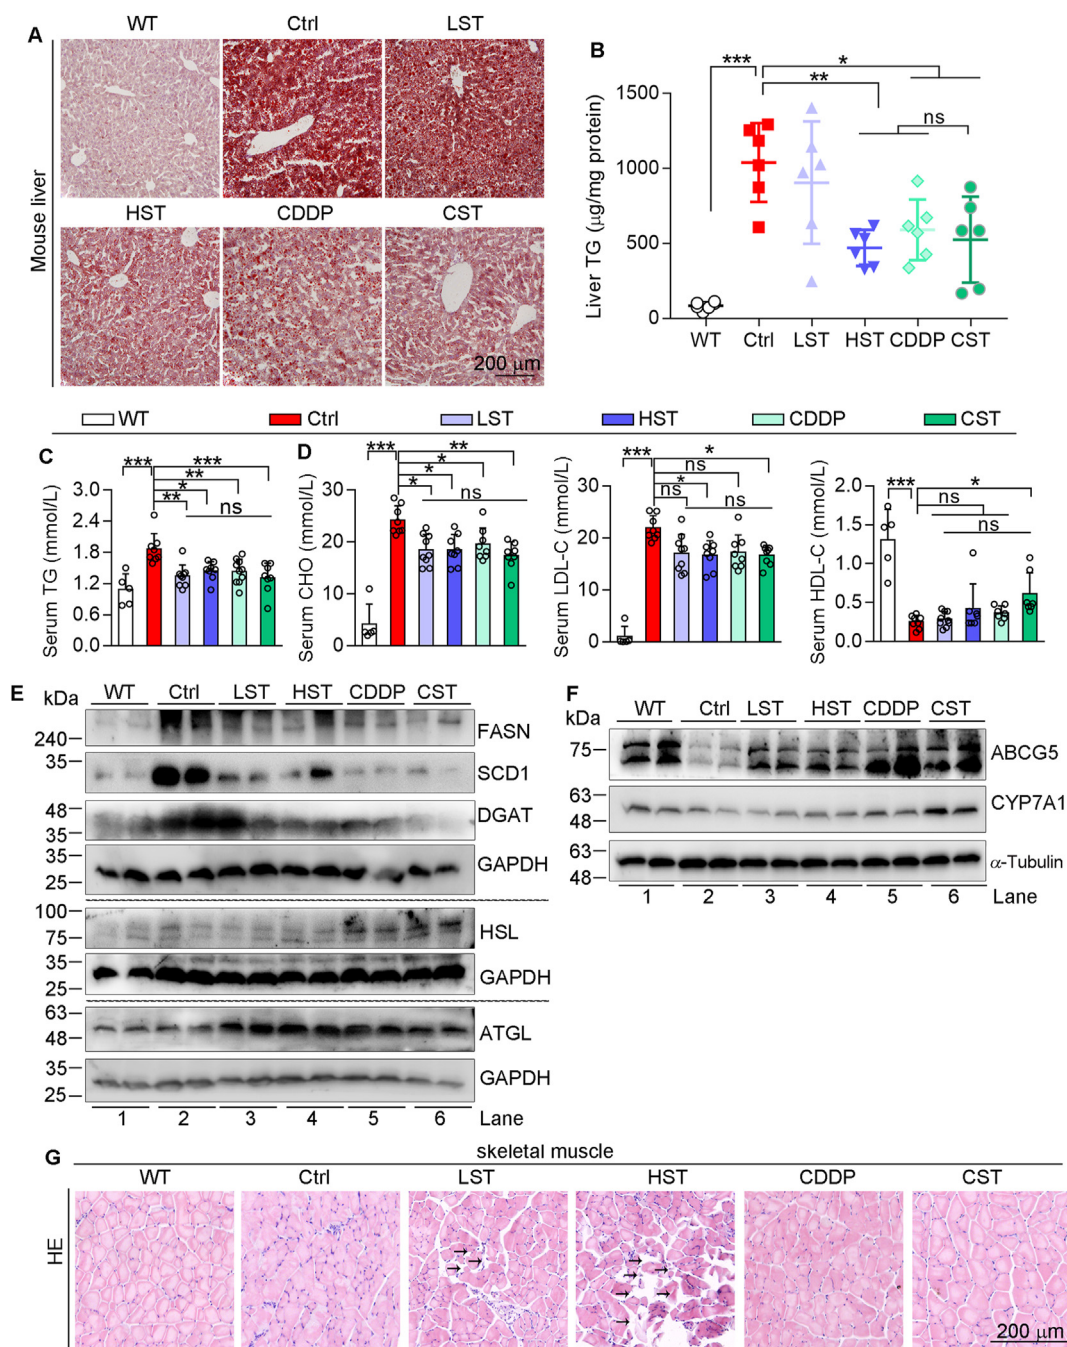 A
WT
Ctrl
LST
Mouse liver
HST
CDDP
CST
200 μm
B
***
*
**
ns
Liver TG (μg/mg protein)
1500
1000
500
0
WT Ctrl LST HST CDDP CST
WT Ctrl LST HST CDDP CST
C
***
***
**
*
**
ns
Serum TG (mmol/L)
3.0
2.4
1.8
1.2
0.6
0.0
D
***
**
*
*
*
ns
Serum CHO (mmol/L)
30
20
10
0
***
*
ns
*
ns
ns
Serum LDL-C (mmol/L)
30
20
10
0
***
*
ns
ns
Serum HDL-C (mmol/L)
2.0
1.5
1.0
0.5
0.0
E
kDa
WT Ctrl LST HST CDDP CST
240
FASN
35
SCD1
48
35
DGAT
35
25
GAPDH
100
75
HSL
35
25
GAPDH
63
48
ATGL
35
25
GAPDH
1 2 3 4 5 6 Lane
F
kDa
WT Ctrl LST HST CDDP CST
75
ABCG5
63
48
CYP7A1
63
48
α-Tubulin
1 2 3 4 5 6 Lane
G
skeletal muscle
WT Ctrl LST HST CDDP CST
HE
200 μm